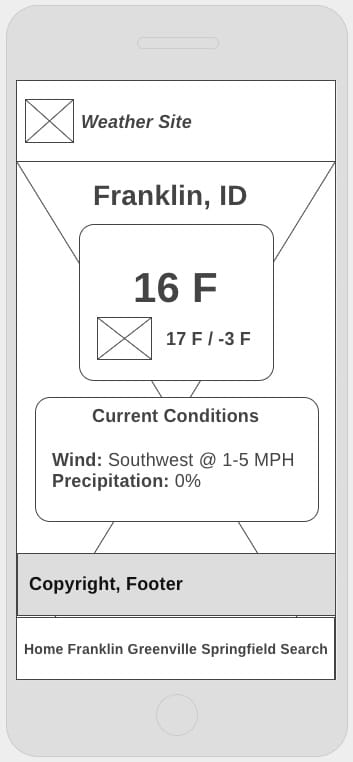 Weather Site
Franklin, ID
16 F
17 F / -3 F
Current Conditions
Wind: Southwest @ 1-5 MPH
Precipitation: 0%
Copyright, Footer
Home Franklin Greenville Springfield Search